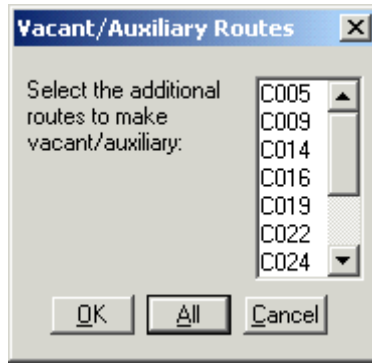 Vacant/Auxiliary Routes
Select the additional
routes to make
vacant/auxiliary:
C005
C009
C014
C016
C019
C022
C024
OK
All
Cancel